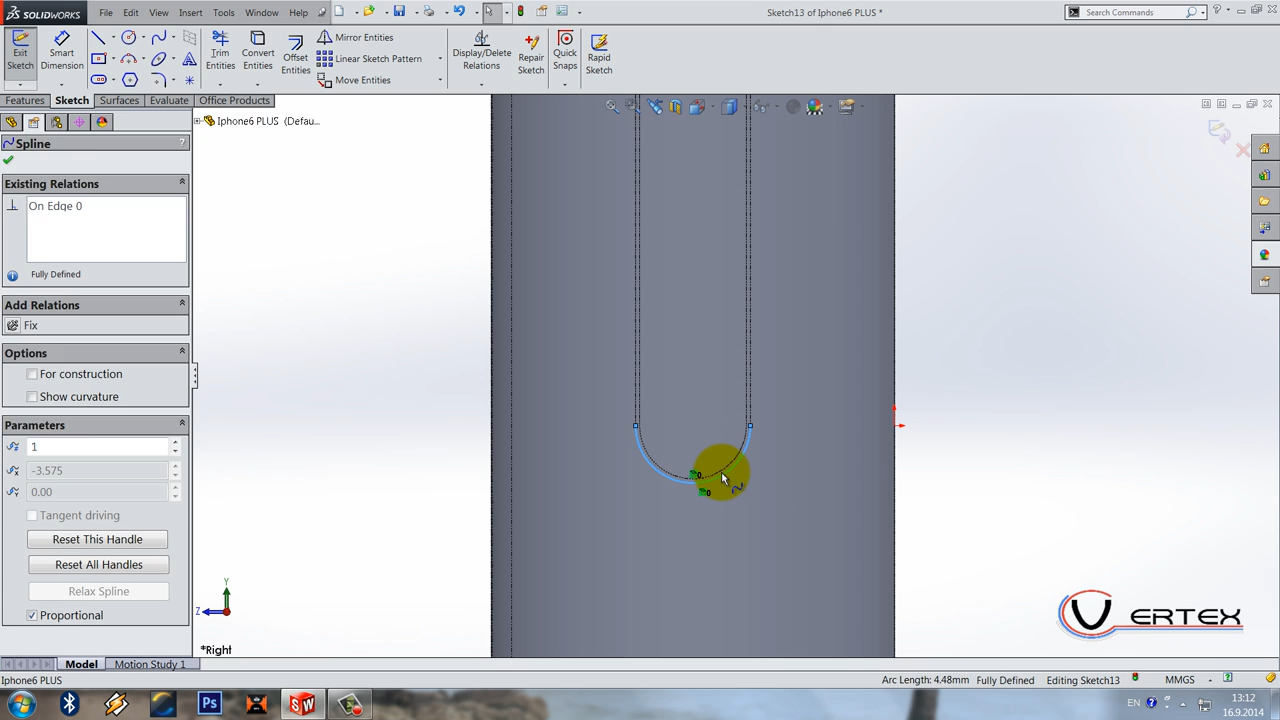 SOLIDWORKS
File
Edit
View
Insert
Tools
Window
Help
Sketch13 of Iphone6 PLUS *
Search Commands
Exit
Sketch
Smart
Dimension
Trim
Entities
Convert
Entities
Offset
Entities
Mirror Entities
Linear Sketch Pattern
Move Entities
Display/Delete
Relations
Repair
Sketch
Quick
Snaps
Rapid
Sketch
Features
Sketch
Surfaces
Evaluate
Office Products
Spline
?
Iphone6 PLUS (Defau...
Existing Relations
On Edge 0
Fully Defined
Add Relations
Fix
Options
For construction
Show curvature
Parameters
1
-3.575
0.00
Tangent driving
Reset This Handle
Reset All Handles
Relax Spline
Proportional
0
0
Y
Z
*Right
VERTEX
Model
Motion Study 1
Iphone6 PLUS
Arc Length: 4.48mm
Fully Defined
Editing Sketch13
MMGS
Ps
SW
EN
13:12
16.9.2014